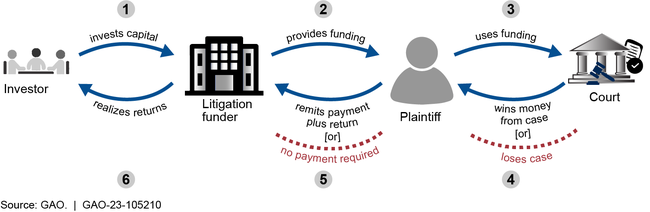 1
2
3
invests capital
provides funding
uses funding
Investor
Litigation
funder
Plaintiff
Court
realizes returns
remits payment
plus return
[or]
no payment required
wins money
from case
[or]
loses case
6
5
4
Source: GAO. | GAO-23-105210